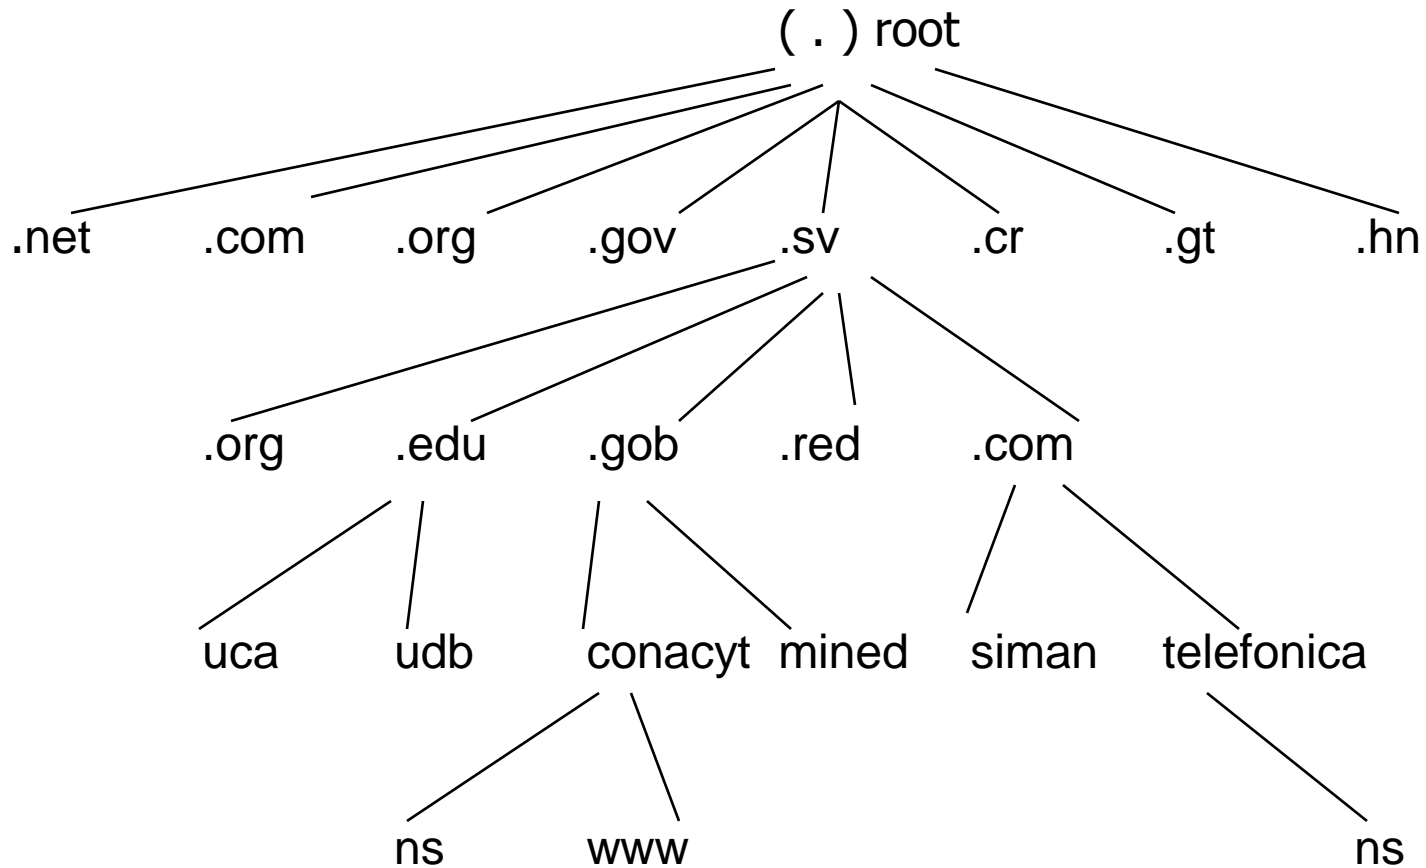 ( . ) root
.net .com .org .gov .sv .cr .gt .hn
.org .edu .gob .red .com
uca udb conacyt mined siman telefonica
ns www ns